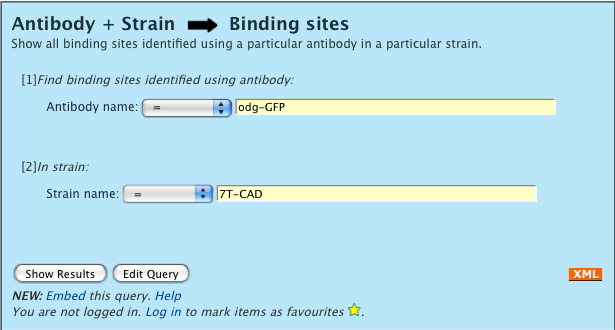 Antibody + Strain Binding sites
Show all binding sites identified using a particular antibody in a particular strain.
[1]Find binding sites identified using antibody:
Antibody name: = odg-GFP
[2]In strain:
Strain name: = 7T-CAD
Show Results Edit Query XML
NEW: Embed this query. Help
You are not logged in. Log in to mark items as favourites .